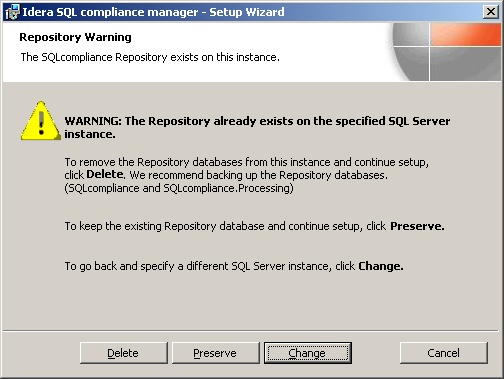 Idera SQL compliance manager - Setup Wizard
Repository Warning
The SQLcompliance Repository exists on this instance.
WARNING: The Repository already exists on the specified SQL Server
instance.
To remove the Repository databases from this instance and continue setup,
click Delete. We recommend backing up the Repository databases.
(SQLcompliance and SQLcompliance.Processing)
To keep the existing Repository database and continue setup, click Preserve.
To go back and specify a different SQL Server instance, click Change.
Delete Preserve Change Cancel